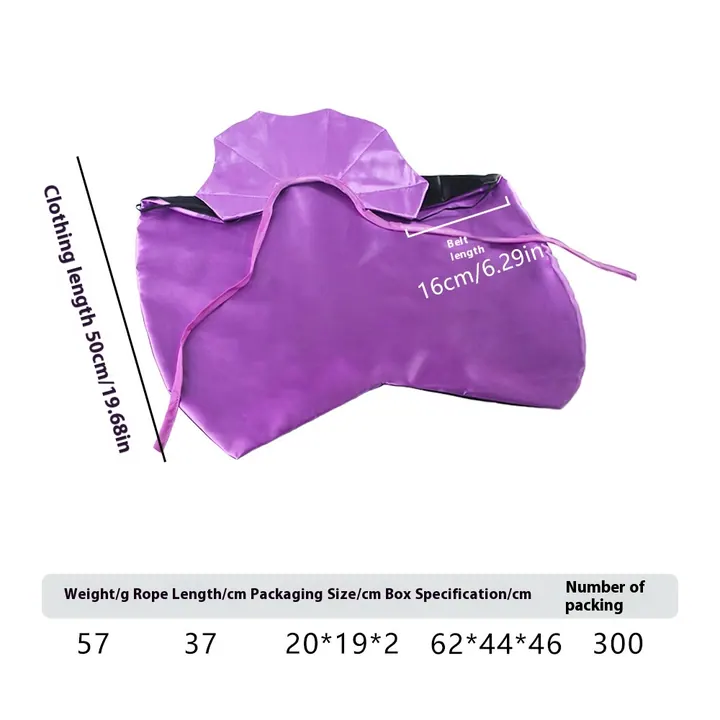 Clothing length 50cm/19.68in
Belt
length
16cm/6.29in
Weight/g Rope Length/cm Packaging Size/cm Box Specification/cm Number of
packing
57 37 20*19*2 62*44*46 300